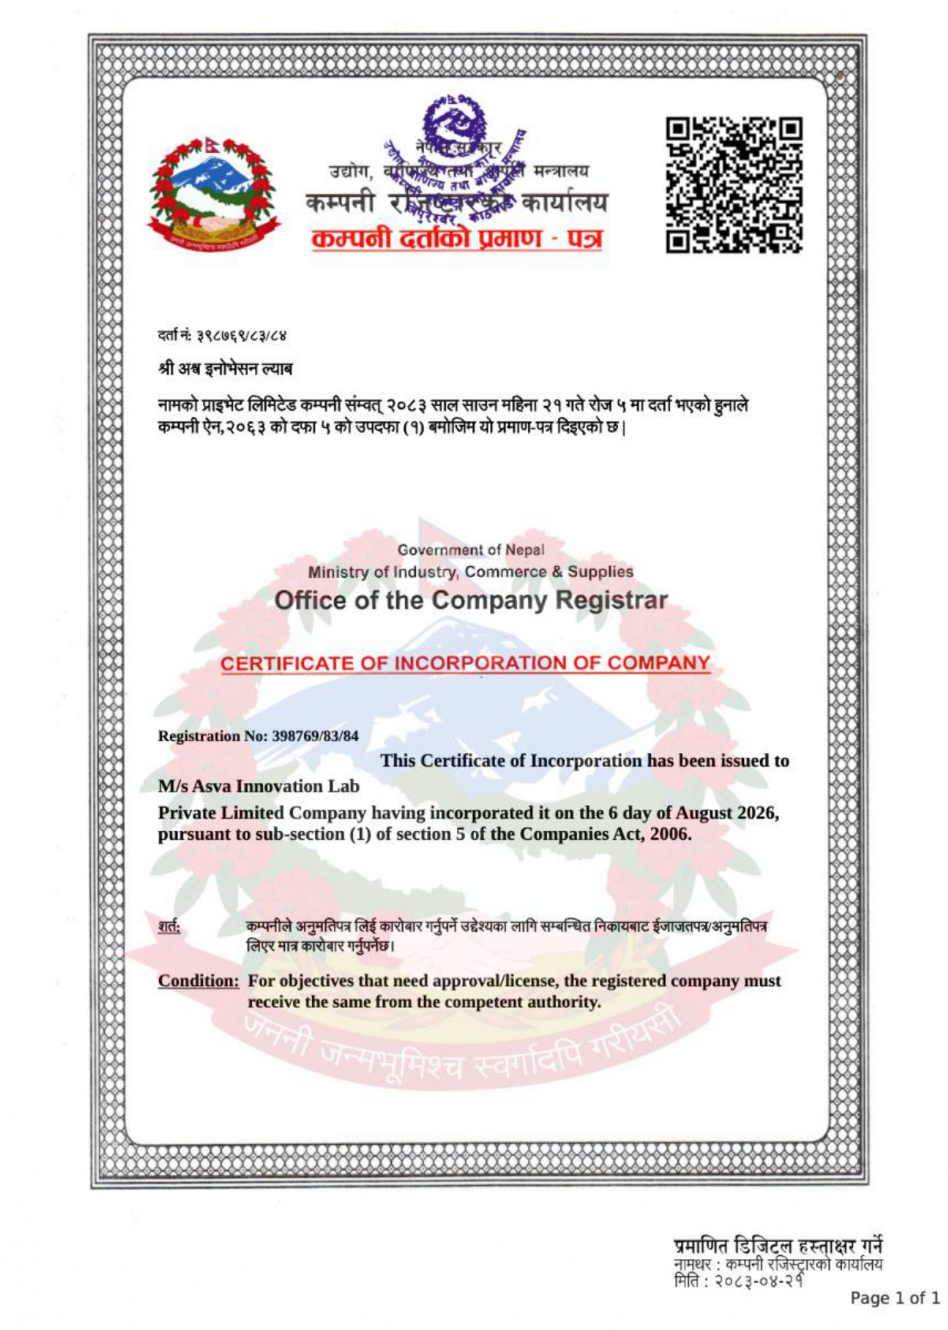 नेपाल सरकार
उद्योग, वाणिज्य तथा आपूर्ति मन्त्रालय
कम्पनी रजिष्ट्रारको कार्यालय
कम्पनी दर्ताको प्रमाण - पत्र
दर्ता नं: ३९८७६९/८३/८४
श्री अश्व इनोभेसन ल्याब
नामको प्राइभेट लिमिटेड कम्पनी संम्वत् २०८३ साल साउन महिना २१ गते रोज ५ मा दर्ता भएको हुनाले
कम्पनी ऐन,२०६३ को दफा ५ को उपदफा (१) बमोजिम यो प्रमाण-पत्र दिइएको छ |
Government of Nepal
Ministry of Industry, Commerce & Supplies
Office of the Company Registrar
CERTIFICATE OF INCORPORATION OF COMPANY
Registration No: 398769/83/84
This Certificate of Incorporation has been issued to
M/s Asva Innovation Lab
Private Limited Company having incorporated it on the 6 day of August 2026,
pursuant to sub-section (1) of section 5 of the Companies Act, 2006.
शर्त: कम्पनीले अनुमतिपत्र लिई कारोबार गर्नुपर्ने उद्देश्यका लागि सम्बन्धित निकायबाट ईजाजतपत्र/अनुमतिपत्र
लिएर मात्र कारोबार गर्नुपर्नेछ।
Condition: For objectives that need approval/license, the registered company must
receive the same from the competent authority.
जननी जन्मभूमिश्च स्वर्गादपि गरीयसी
प्रमाणित डिजिटल हस्ताक्षर गर्ने
नामथर : कम्पनी रजिस्ट्रारको कार्यालय
मिति : २०८३-०४-२१
Page 1 of 1